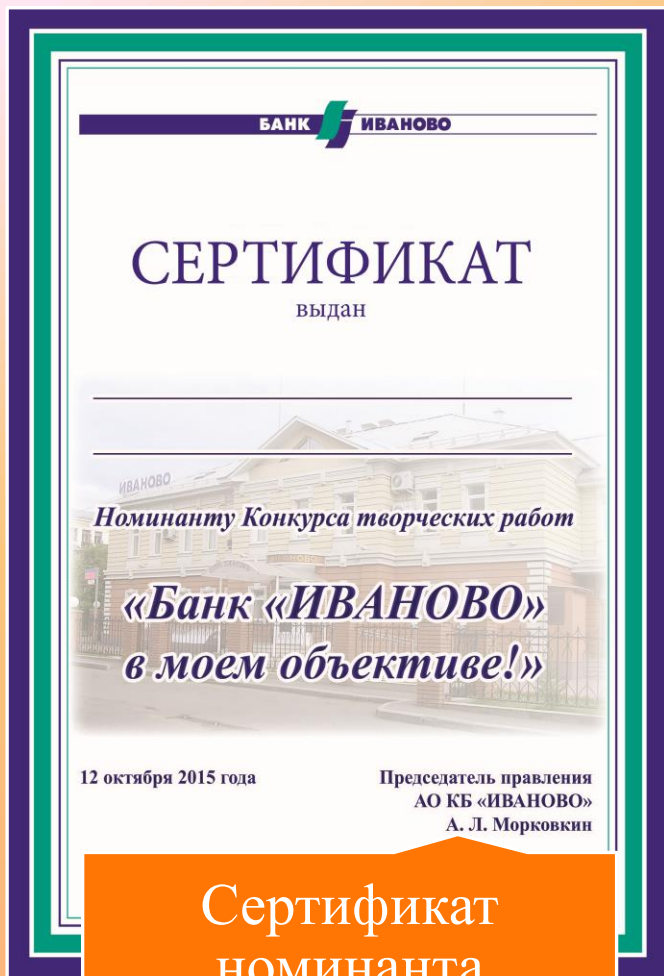 БАНК ИВАНОВО
СЕРТИФИКАТ
выдан
ИВАНОВО
Номинанту Конкурса творческих работ
«Банк «ИВАНОВО»
в моем объективе!»
12 октября 2015 года
Председатель правления
АО КБ «ИВАНОВО»
А. Л. Морковкин
Сертификат
номинанта